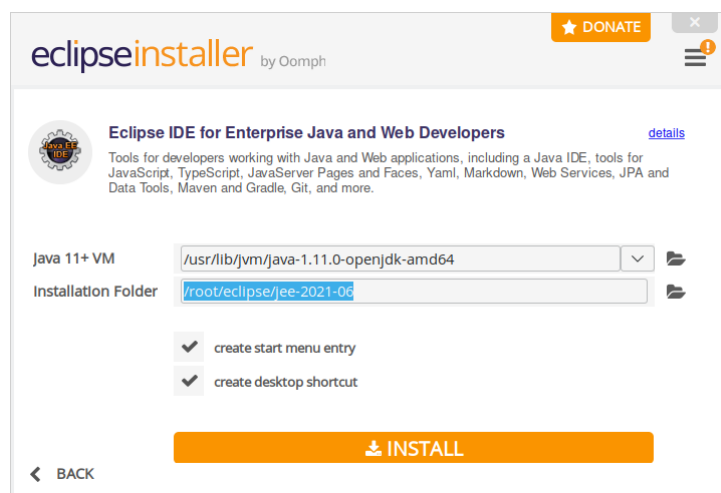 DONATE
eclipseinstaller by Oomph
Eclipse IDE for Enterprise Java and Web Developers
details
Java EE
IDE
Tools for developers working with Java and Web applications, including a Java IDE, tools for
JavaScript, TypeScript, JavaServer Pages and Faces, Yaml, Markdown, Web Services, JPA and
Data Tools, Maven and Gradle, Git, and more.
Java 11+ VM
/usr/lib/jvm/java-1.11.0-openjdk-amd64
Installation Folder
/root/eclipse/jee-2021-06
create start menu entry
create desktop shortcut
INSTALL
BACK